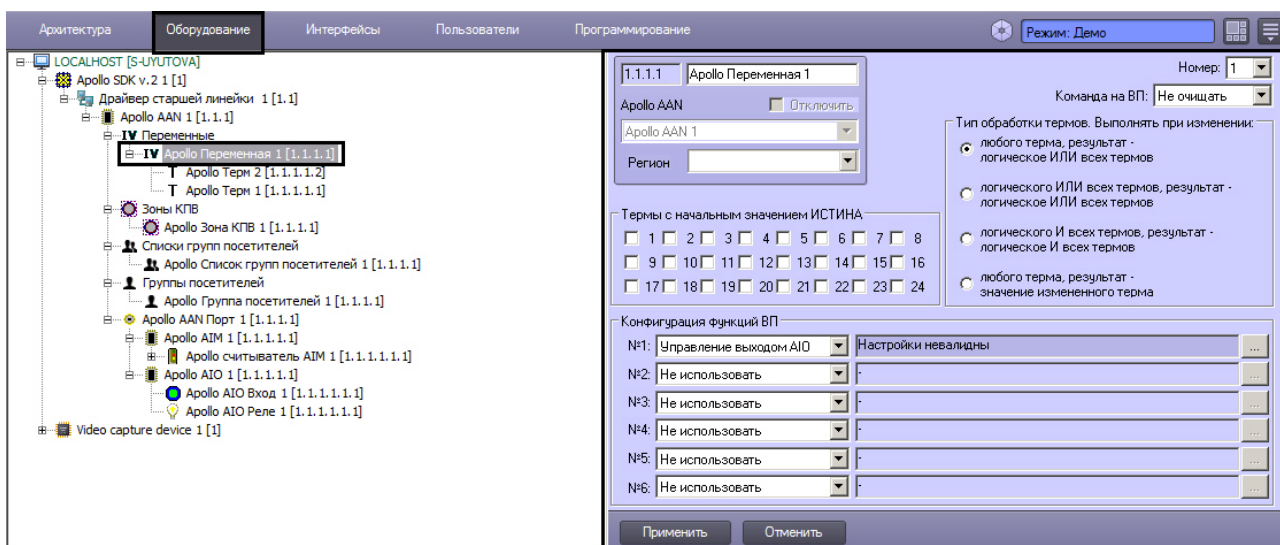 Архитектура Оборудование Интерфейсы Пользователи Программирование Режим: Демо
LOCALHOST [S-UYUTOVA]
Apollo SDK v.2 1 [1]
Драйвер старшей линейки 1 [1.1]
Apollo AAN 1 [1.1.1]
IV Переменные
IV Apollo Переменная 1 [1.1.1.1]
T Apollo Терм 2 [1.1.1.1.2]
T Apollo Терм 1 [1.1.1.1.1]
Зоны КПВ
Apollo Зона КПВ 1 [1.1.1.1]
Списки групп посетителей
Apollo Список групп посетителей 1 [1.1.1.1]
Группы посетителей
Apollo Группа посетителей 1 [1.1.1.1]
Apollo AAN Порт 1 [1.1.1.1]
Apollo AIM 1 [1.1.1.1.1]
Apollo считыватель AIM 1 [1.1.1.1.1.1]
Apollo AIO 1 [1.1.1.1.1]
Apollo AIO Вход 1 [1.1.1.1.1.1]
Apollo AIO Реле 1 [1.1.1.1.1.1]
Video capture device 1 [1]
1.1.1.1 Apollo Переменная 1
Apollo AAN Отключить
Apollo AAN 1
Регион
Номер: 1
Команда на ВП: Не очищать
Тип обработки термов. Выполнять при изменении:
любого терма, результат -
логическое ИЛИ всех термов
логического ИЛИ всех термов, результат -
логическое ИЛИ всех термов
логического И всех термов, результат -
логическое И всех термов
любого терма, результат -
значение измененного терма
Термы с начальным значением ИСТИНА
1 2 3 4 5 6 7 8
9 10 11 12 13 14 15 16
17 18 19 20 21 22 23 24
Конфигурация функций ВП
№1: Управление выходом AIO Настройки невалидны ...
№2: Не использовать - ...
№3: Не использовать - ...
№4: Не использовать - ...
№5: Не использовать - ...
№6: Не использовать - ...
Применить Отменить